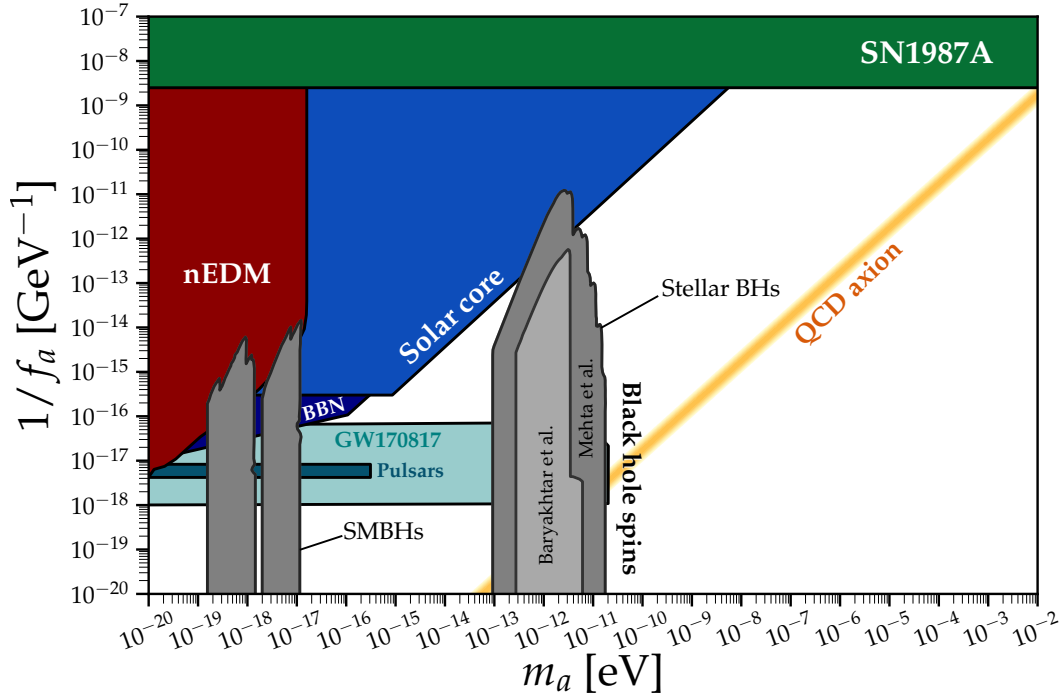 10⁻⁷
10⁻⁸
10⁻⁹
10⁻¹⁰
10⁻¹¹
10⁻¹²
10⁻¹³
10⁻¹⁴
10⁻¹⁵
10⁻¹⁶
10⁻¹⁷
10⁻¹⁸
10⁻¹⁹
10⁻²⁰
1/fₐ [GeV⁻¹]
SN1987A
nEDM
Solar core
QCD axion
Stellar BHs
BBN
GW170817
Pulsars
SMBHs
Baryakhtar et al.
Mehta et al.
Black hole spins
10⁻²⁰ 10⁻¹⁹ 10⁻¹⁸ 10⁻¹⁷ 10⁻¹⁶ 10⁻¹⁵ 10⁻¹⁴ 10⁻¹³ 10⁻¹² 10⁻¹¹ 10⁻¹⁰ 10⁻⁹ 10⁻⁸ 10⁻⁷ 10⁻⁶ 10⁻⁵ 10⁻⁴ 10⁻³ 10⁻²
mₐ [eV]